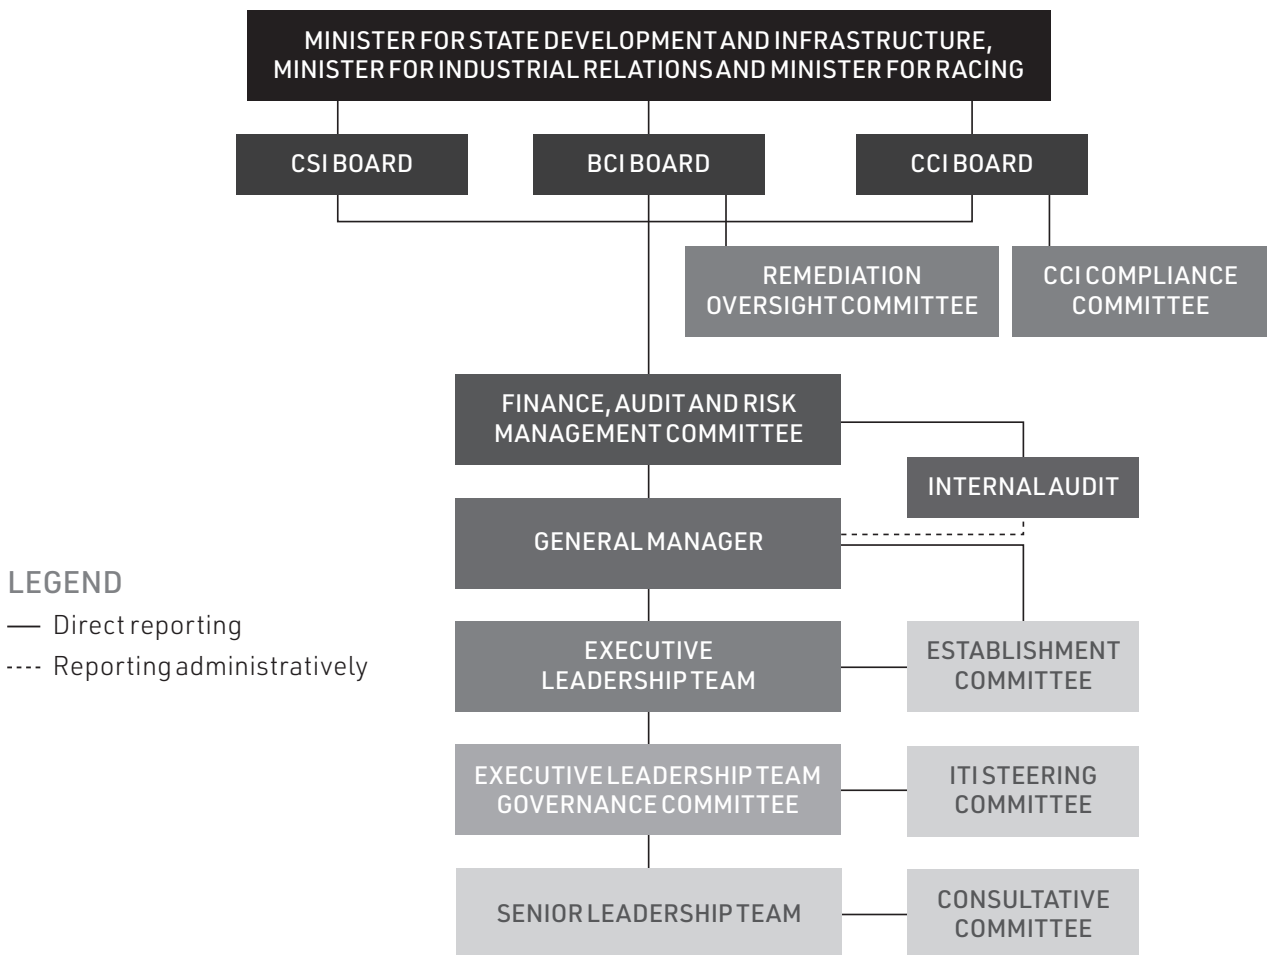 MINISTER FOR STATE DEVELOPMENT AND INFRASTRUCTURE,
MINISTER FOR INDUSTRIAL RELATIONS AND MINISTER FOR RACING
CSI BOARD
BCI BOARD
CCI BOARD
REMEDIATION
OVERSIGHT COMMITTEE
CCI COMPLIANCE
COMMITTEE
FINANCE, AUDIT AND RISK
MANAGEMENT COMMITTEE
INTERNAL AUDIT
GENERAL MANAGER
LEGEND
Direct reporting
Reporting administratively
EXECUTIVE
LEADERSHIP TEAM
ESTABLISHMENT
COMMITTEE
EXECUTIVE LEADERSHIP TEAM
GOVERNANCE COMMITTEE
ITI STEERING
COMMITTEE
SENIOR LEADERSHIP TEAM
CONSULTATIVE
COMMITTEE